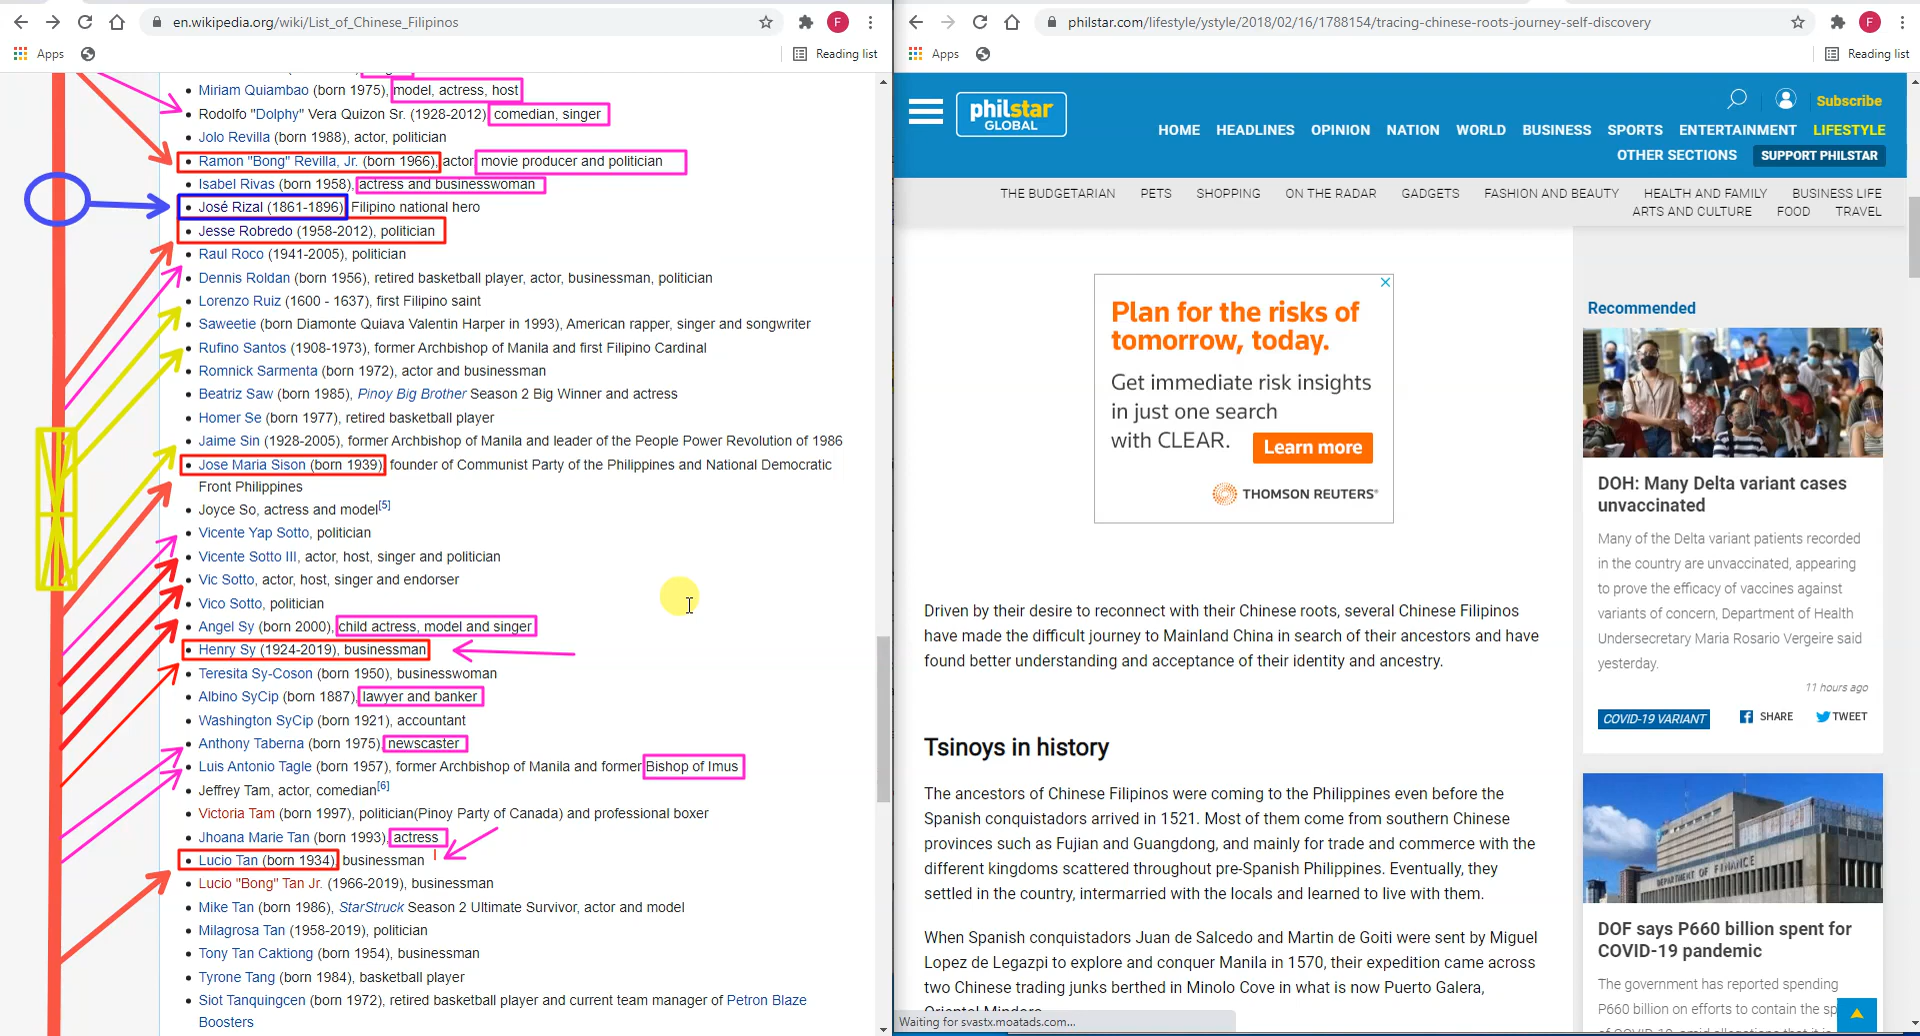 en.wikipedia.org/wiki/List_of_Chinese_Filipinos
F
Apps
Reading list
Miriam Quiambao (born 1975), model, actress, host
Rodolfo "Dolphy" Vera Quizon Sr. (1928-2012) comedian, singer
Jolo Revilla (born 1988), actor, politician
Ramon "Bong" Revilla, Jr. (born 1966), actor movie producer and politician
Isabel Rivas (born 1958), actress and businesswoman
José Rizal (1861-1896) Filipino national hero
Jesse Robredo (1958-2012), politician
Raul Roco (1941-2005), politician
Dennis Roldan (born 1956), retired basketball player, actor, businessman, politician
Lorenzo Ruiz (1600 - 1637), first Filipino saint
Saweetie (born Diamonte Quiava Valentin Harper in 1993), American rapper, singer and songwriter
Rufino Santos (1908-1973), former Archbishop of Manila and first Filipino Cardinal
Romnick Sarmenta (born 1972), actor and businessman
Beatriz Saw (born 1985), Pinoy Big Brother Season 2 Big Winner and actress
Homer Se (born 1977), retired basketball player
Jaime Sin (1928-2005), former Archbishop of Manila and leader of the People Power Revolution of 1986
Jose Maria Sison (born 1939) founder of Communist Party of the Philippines and National Democratic
Front Philippines
Joyce So, actress and model[5]
Vicente Yap Sotto, politician
Vicente Sotto III, actor, host, singer and politician
Vic Sotto, actor, host, singer and endorser
Vico Sotto, politician
Angel Sy (born 2000), child actress, model and singer
Henry Sy (1924-2019), businessman
Teresita Sy-Coson (born 1950), businesswoman
Albino SyCip (born 1887), lawyer and banker
Washington SyCip (born 1921), accountant
Anthony Taberna (born 1975) newscaster
Luis Antonio Tagle (born 1957), former Archbishop of Manila and former Bishop of Imus
Jeffrey Tam, actor, comedian[6]
Victoria Tam (born 1997), politician(Pinoy Party of Canada) and professional boxer
Jhoana Marie Tan (born 1993), actress
Lucio Tan (born 1934), businessman
Lucio "Bong" Tan Jr. (1966-2019), businessman
Mike Tan (born 1986), StarStruck Season 2 Ultimate Survivor, actor and model
Milagrosa Tan (1958-2019), politician
Tony Tan Caktiong (born 1954), businessman
Tyrone Tang (born 1984), basketball player
Siot Tanquingcen (born 1972), retired basketball player and current team manager of Petron Blaze
Boosters
philstar.com/lifestyle/ystyle/2018/02/16/1788154/tracing-chinese-roots-journey-self-discovery
F
Apps
Reading list
philstar
GLOBAL
Subscribe
HOME HEADLINES OPINION NATION WORLD BUSINESS SPORTS ENTERTAINMENT LIFESTYLE
OTHER SECTIONS SUPPORT PHILSTAR
THE BUDGETARIAN PETS SHOPPING ON THE RADAR GADGETS FASHION AND BEAUTY HEALTH AND FAMILY BUSINESS LIFE
ARTS AND CULTURE FOOD TRAVEL
Plan for the risks of
tomorrow, today.
Get immediate risk insights
in just one search
with CLEAR.
Learn more
THOMSON REUTERS®
Driven by their desire to reconnect with their Chinese roots, several Chinese Filipinos
have made the difficult journey to Mainland China in search of their ancestors and have
found better understanding and acceptance of their identity and ancestry.
Tsinoys in history
The ancestors of Chinese Filipinos were coming to the Philippines even before the
Spanish conquistadors arrived in 1521. Most of them come from southern Chinese
provinces such as Fujian and Guangdong, and mainly for trade and commerce with the
different kingdoms scattered throughout pre-Spanish Philippines. Eventually, they
settled in the country, intermarried with the locals and learned to live with them.
When Spanish conquistadors Juan de Salcedo and Martin de Goiti were sent by Miguel
Lopez de Legazpi to explore and conquer Manila in 1570, their expedition came across
two Chinese trading junks berthed in Minolo Cove in what is now Puerto Galera,
Oriental Mindoro
Waiting for svastx.moatads.com...
Recommended
DOH: Many Delta variant cases
unvaccinated
Many of the Delta variant patients recorded
in the country are unvaccinated, appearing
to prove the efficacy of vaccines against
variants of concern, Department of Health
Undersecretary Maria Rosario Vergeire said
yesterday.
11 hours ago
COVID-19 VARIANT SHARE TWEET
DEPARTMENT OF FINANCE
DOF says P660 billion spent for
COVID-19 pandemic
The government has reported spending
P660 billion on efforts to contain the